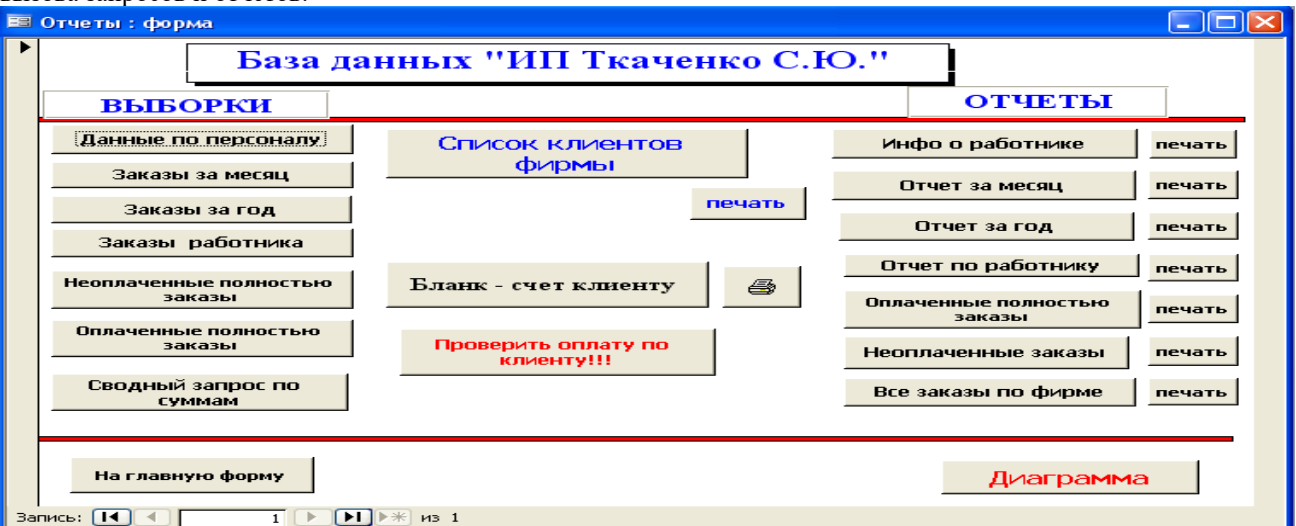 Отчеты : форма
База данных "ИП Ткаченко С.Ю."
ВЫБОРКИ
ОТЧЕТЫ
Данные по персоналу
Заказы за месяц
Заказы за год
Заказы работника
Неоплаченные полностью
заказы
Оплаченные полностью
заказы
Сводный запрос по
суммам
Список клиентов
фирмы
печать
Бланк - счет клиенту
Проверить оплату по
клиенту!!!
Инфо о работнике
печать
Отчет за месяц
печать
Отчет за год
печать
Отчет по работнику
печать
Оплаченные полностью
заказы
печать
Неоплаченные заказы
печать
Все заказы по фирме
печать
На главную форму
Диаграмма
Запись: 1 из 1